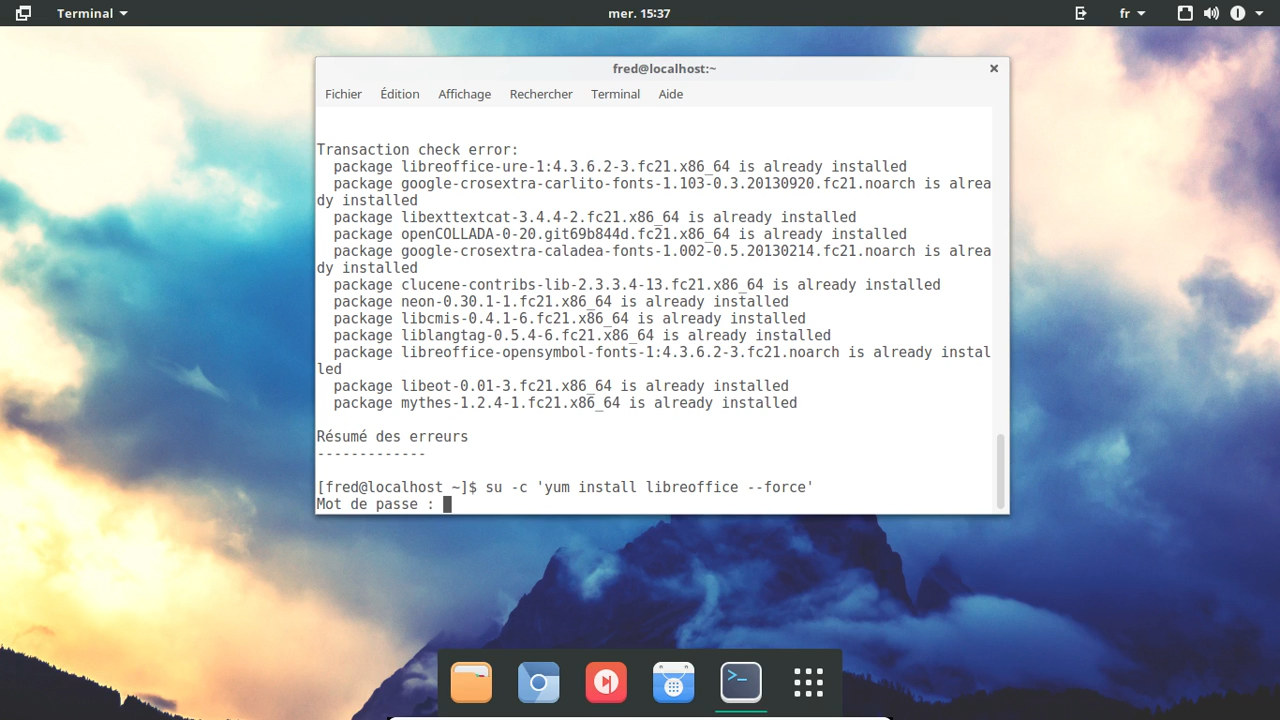 Terminal
mer. 15:37
fr
fred@localhost:~
Fichier Édition Affichage Rechercher Terminal Aide
Transaction check error:
package libreoffice-ure-1:4.3.6.2-3.fc21.x86_64 is already installed
package google-crosextra-carlito-fonts-1.103-0.3.20130920.fc21.noarch is alrea
dy installed
package libexttextcat-3.4.4-2.fc21.x86_64 is already installed
package openCOLLADA-0-20.git69b844d.fc21.x86_64 is already installed
package google-crosextra-caladea-fonts-1.002-0.5.20130214.fc21.noarch is alrea
dy installed
package clucene-contribs-lib-2.3.3.4-13.fc21.x86_64 is already installed
package neon-0.30.1-1.fc21.x86_64 is already installed
package libcmis-0.4.1-6.fc21.x86_64 is already installed
package liblangtag-0.5.4-6.fc21.x86_64 is already installed
package libreoffice-opensymbol-fonts-1:4.3.6.2-3.fc21.noarch is already instal
led
package libeot-0.01-3.fc21.x86_64 is already installed
package mythes-1.2.4-1.fc21.x86_64 is already installed
Résumé des erreurs
-------------
[fred@localhost ~]$ su -c 'yum install libreoffice --force'
Mot de passe :